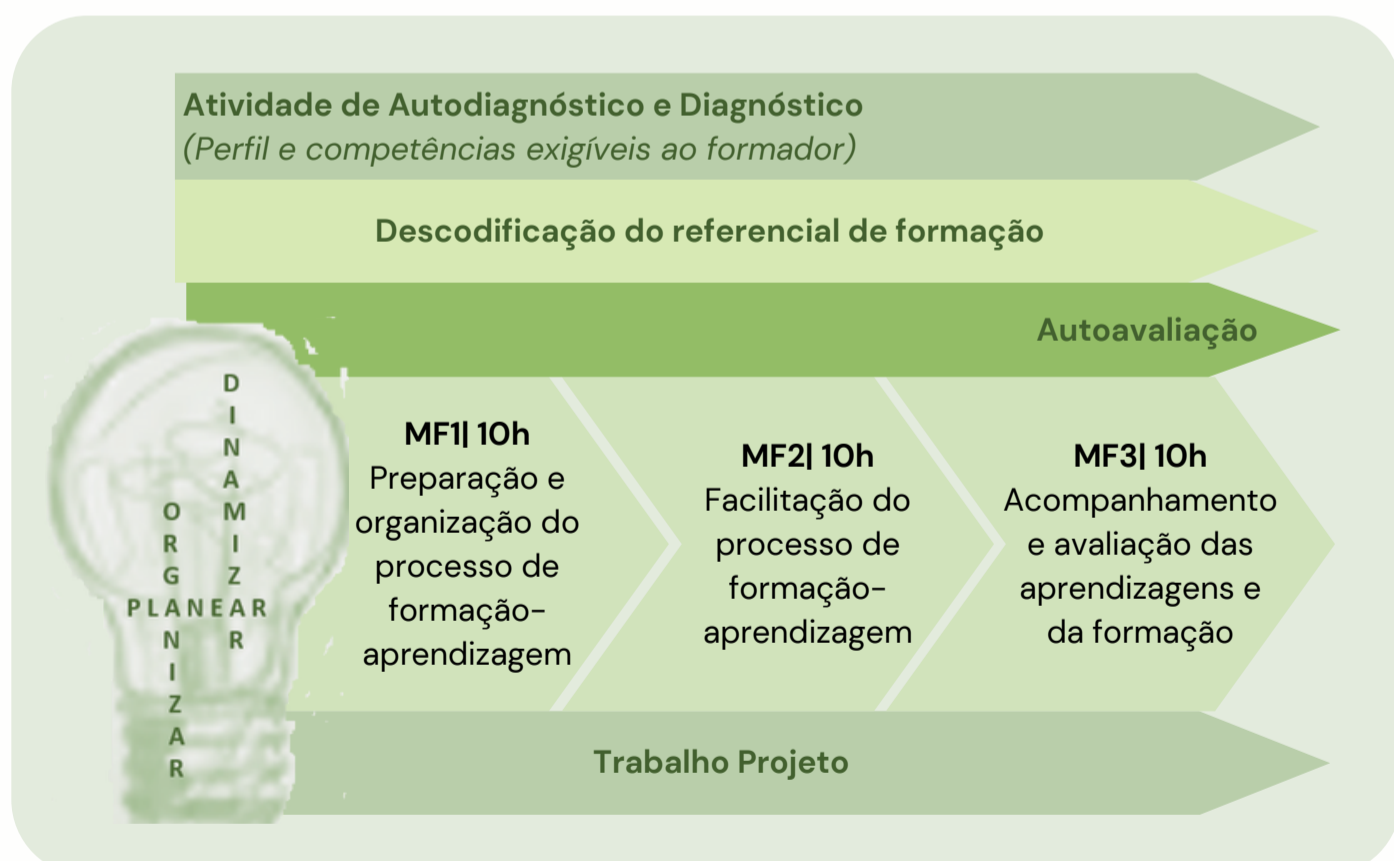 Atividade de Autodiagnóstico e Diagnóstico
(Perfil e competências exigíveis ao formador)
Descodificação do referencial de formação
Autoavaliação
DINAMIZAR
ORGANIZAR
PLANEAR
MF1| 10h
Preparação e
organização do
processo de
formação-
aprendizagem
MF2| 10h
Facilitação do
processo de
formação-
aprendizagem
MF3| 10h
Acompanhamento
e avaliação das
aprendizagens e
da formação
Trabalho Projeto